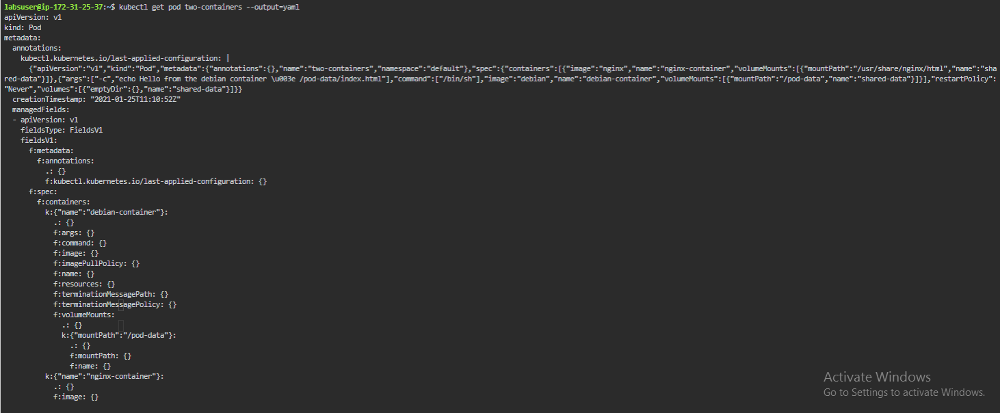 labsuser@ip-172-31-25-37:~$ kubectl get pod two-containers --output=yaml
apiVersion: v1
kind: Pod
metadata:
  annotations:
    kubectl.kubernetes.io/last-applied-configuration: |
      {"apiVersion":"v1","kind":"Pod","metadata":{"annotations":{},"name":"two-containers","namespace":"default"},"spec":{"containers":[{"image":"nginx","name":"nginx-container","volumeMounts":[{"mountPath":"/usr/share/nginx/html","name":"sha
red-data"}]},{"args":["-c","echo Hello from the debian container \u003e /pod-data/index.html"],"command":["/bin/sh"],"image":"debian","name":"debian-container","volumeMounts":[{"mountPath":"/pod-data","name":"shared-data"}]}],"restartPolicy":
"Never","volumes":[{"emptyDir":{},"name":"shared-data"}]}}
  creationTimestamp: "2021-01-25T11:10:52Z"
  managedFields:
  - apiVersion: v1
    fieldsType: FieldsV1
    fieldsV1:
      f:metadata:
        f:annotations:
          .: {}
          f:kubectl.kubernetes.io/last-applied-configuration: {}
      f:spec:
        f:containers:
          k:{"name":"debian-container"}:
            .: {}
            f:args: {}
            f:command: {}
            f:image: {}
            f:imagePullPolicy: {}
            f:name: {}
            f:resources: {}
            f:terminationMessagePath: {}
            f:terminationMessagePolicy: {}
            f:volumeMounts:
              .: {}
              k:{"mountPath":"/pod-data"}:
                .: {}
                f:mountPath: {}
                f:name: {}
          k:{"name":"nginx-container"}:
            .: {}
            f:image: {}
Activate Windows
Go to Settings to activate Windows.